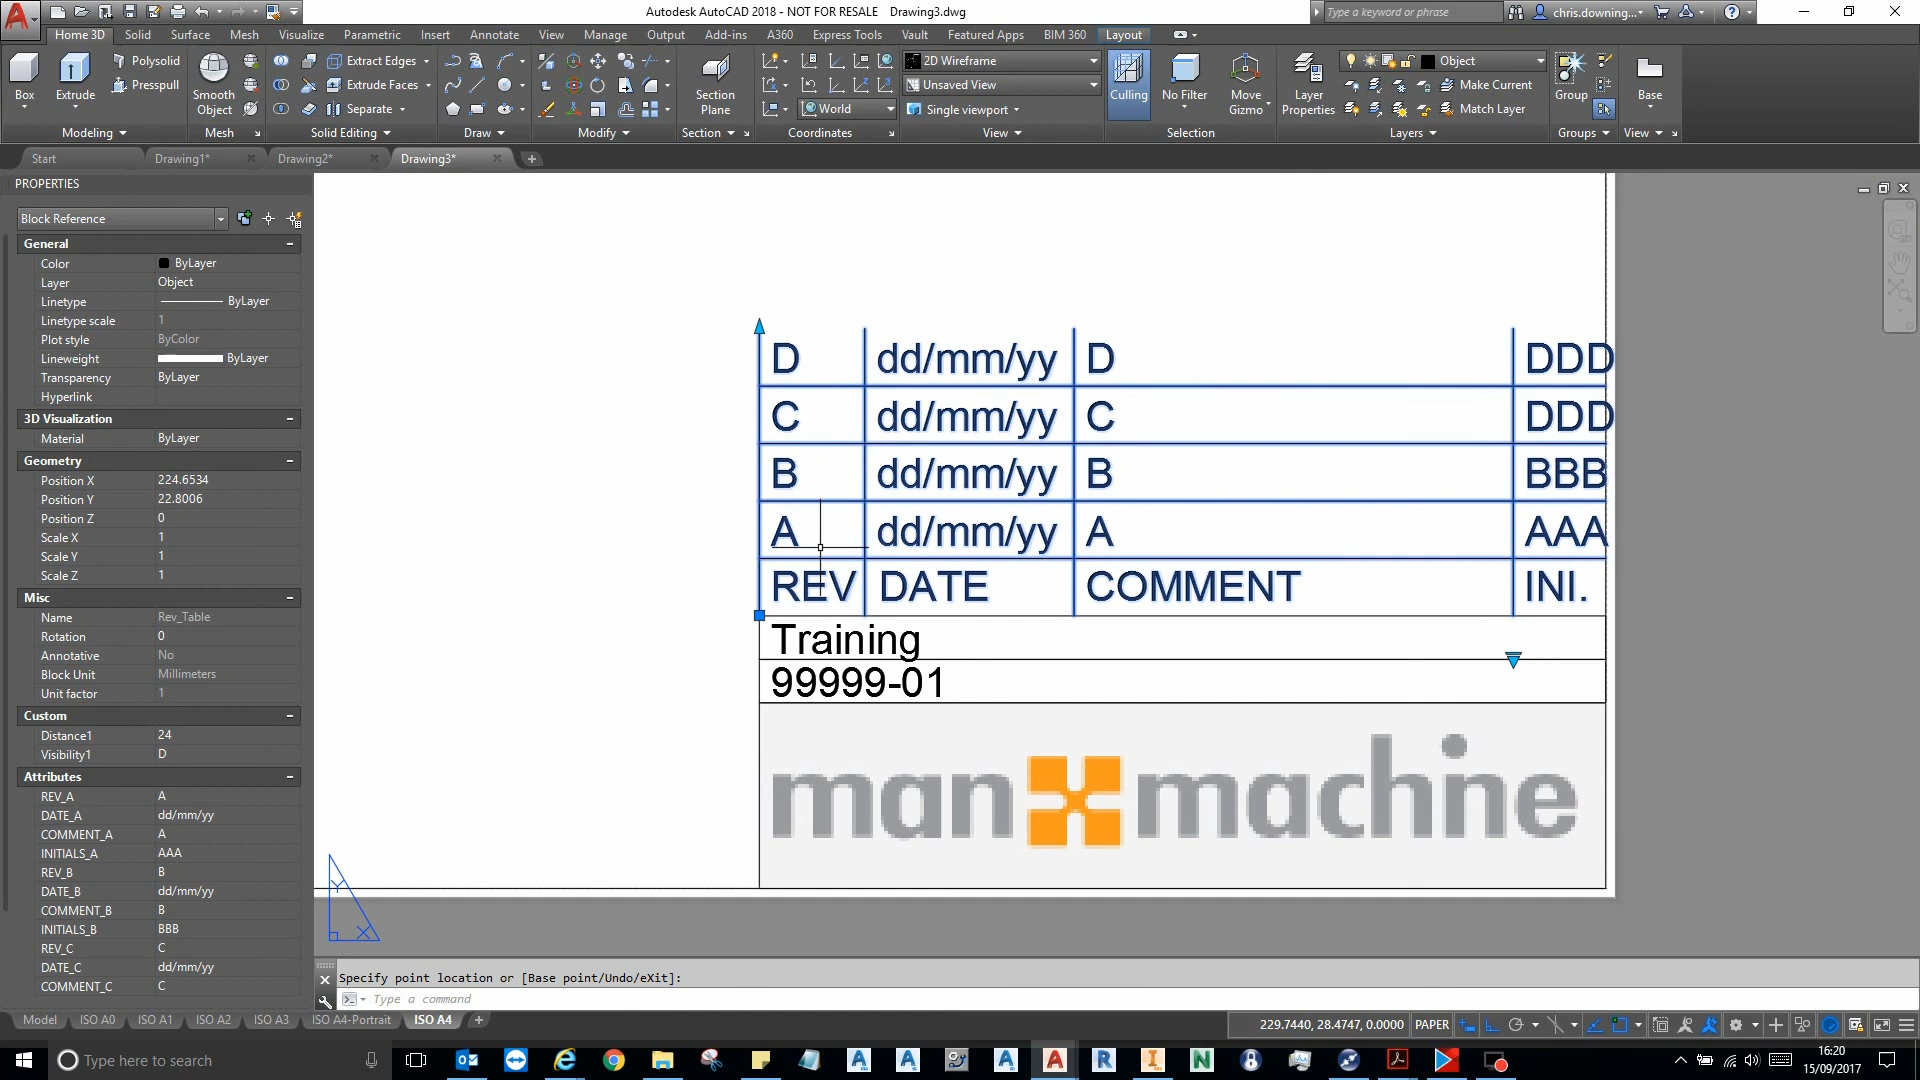 Autodesk AutoCAD 2018 - NOT FOR RESALE Drawing3.dwg
Type a keyword or phrase
chris.downing...
Home 3D Solid Surface Mesh Visualize Parametric Insert Annotate View Manage Output Add-ins A360 Express Tools Vault Featured Apps BIM 360 Layout
Box
Extrude
Polysolid
Presspull
Modeling
Smooth Object
Mesh
Extract Edges
Extrude Faces
Separate
Solid Editing
Draw
Modify
Section Plane
Section
World
Coordinates
2D Wireframe
Unsaved View
Single viewport
View
Culling
No Filter
Move Gizmo
Selection
Layer Properties
Object
Make Current
Match Layer
Layers
Group
Groups
Base
View
Start Drawing1* Drawing2* Drawing3*
PROPERTIES
Block Reference
General
Color ByLayer
Layer Object
Linetype ByLayer
Linetype scale 1
Plot style ByColor
Lineweight ByLayer
Transparency ByLayer
Hyperlink
3D Visualization
Material ByLayer
Geometry
Position X 224.6534
Position Y 22.8006
Position Z 0
Scale X 1
Scale Y 1
Scale Z 1
Misc
Name Rev_Table
Rotation 0
Annotative No
Block Unit Millimeters
Unit factor 1
Custom
Distance1 24
Visibility1 D
Attributes
REV_A A
DATE_A dd/mm/yy
COMMENT_A A
INITIALS_A AAA
REV_B B
DATE_B dd/mm/yy
COMMENT_B B
INITIALS_B BBB
REV_C C
DATE_C dd/mm/yy
COMMENT_C C
D dd/mm/yy D DDD
C dd/mm/yy C DDD
B dd/mm/yy B BBB
A dd/mm/yy A AAA
REV DATE COMMENT INI.
Training
99999-01
man machine
Y
X
Specify point location or [Base point/Undo/eXit]:
Type a command
Model ISO A0 ISO A1 ISO A2 ISO A3 ISO A4-Portrait ISO A4
229.7440, 28.4747, 0.0000 PAPER
Type here to search
16:20
15/09/2017